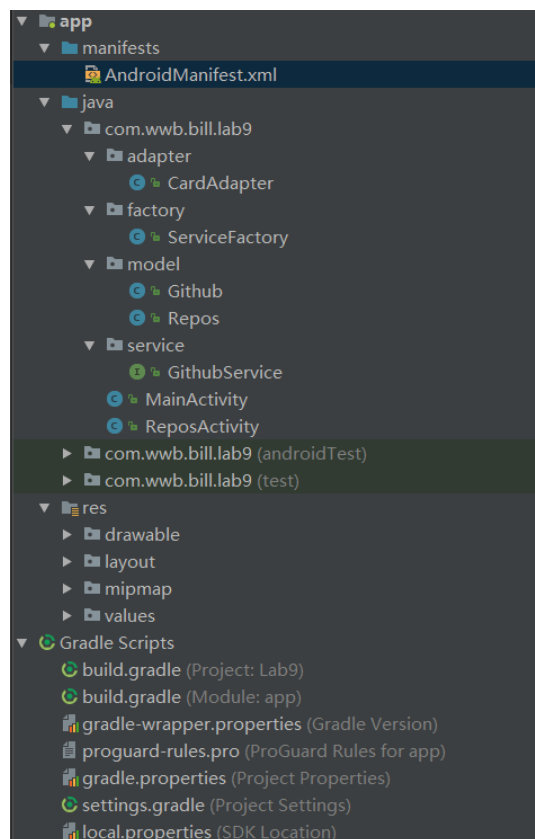 app
manifests
AndroidManifest.xml
java
com.wwb.bill.lab9
adapter
CardAdapter
factory
ServiceFactory
model
Github
Repos
service
GithubService
MainActivity
ReposActivity
com.wwb.bill.lab9 (androidTest)
com.wwb.bill.lab9 (test)
res
drawable
layout
mipmap
values
Gradle Scripts
build.gradle (Project: Lab9)
build.gradle (Module: app)
gradle-wrapper.properties (Gradle Version)
proguard-rules.pro (ProGuard Rules for app)
gradle.properties (Project Properties)
settings.gradle (Project Settings)
local.properties (SDK Location)